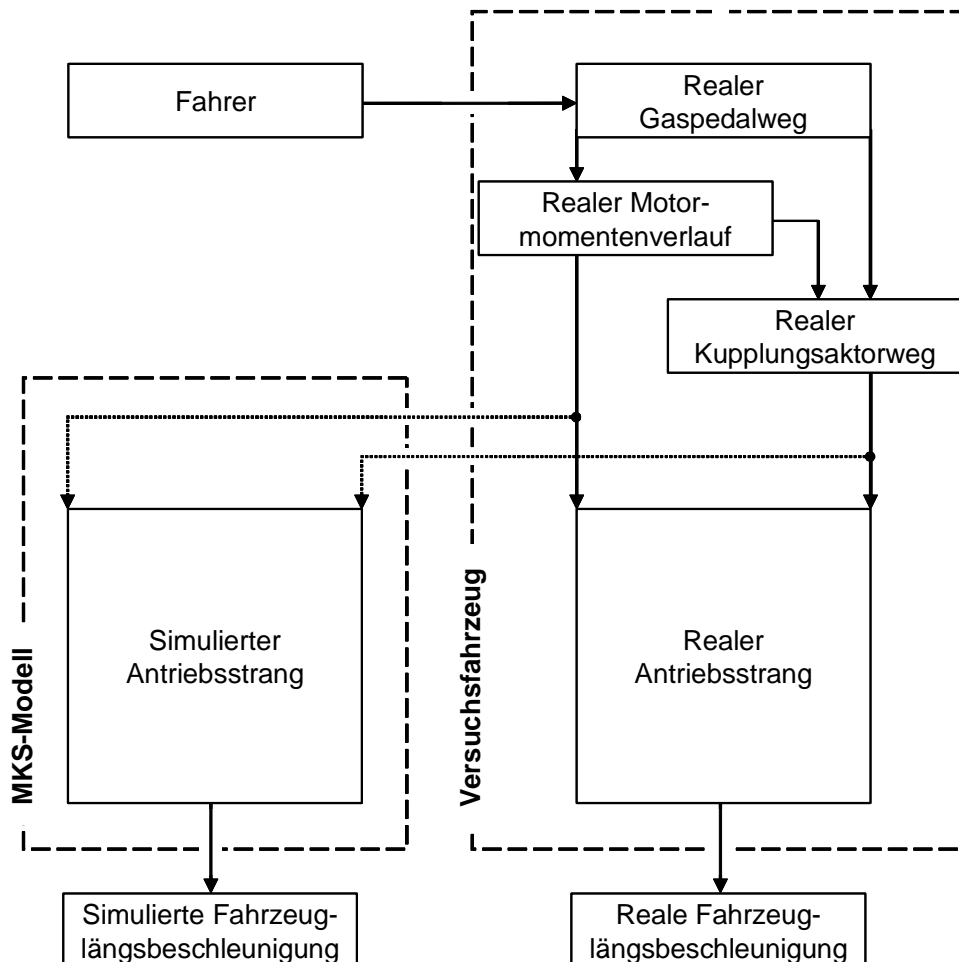 Fahrer
Realer
Gaspedalweg
Realer Motor-
momentenverlauf
Realer
Kupplungsaktorweg
MKS-Modell
Simulierter
Antriebsstrang
Versuchsfahrzeug
Realer
Antriebsstrang
Simulierte Fahrzeug-
längsbeschleunigung
Reale Fahrzeug-
längsbeschleunigung